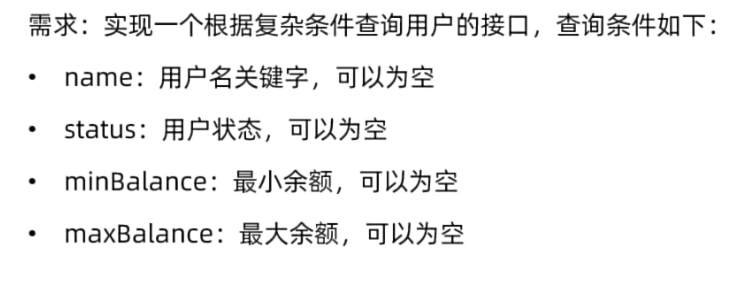 需求：实现一个根据复杂条件查询用户的接口，查询条件如下：
• name：用户名关键字，可以为空
• status：用户状态，可以为空
• minBalance：最小余额，可以为空
• maxBalance：最大余额，可以为空